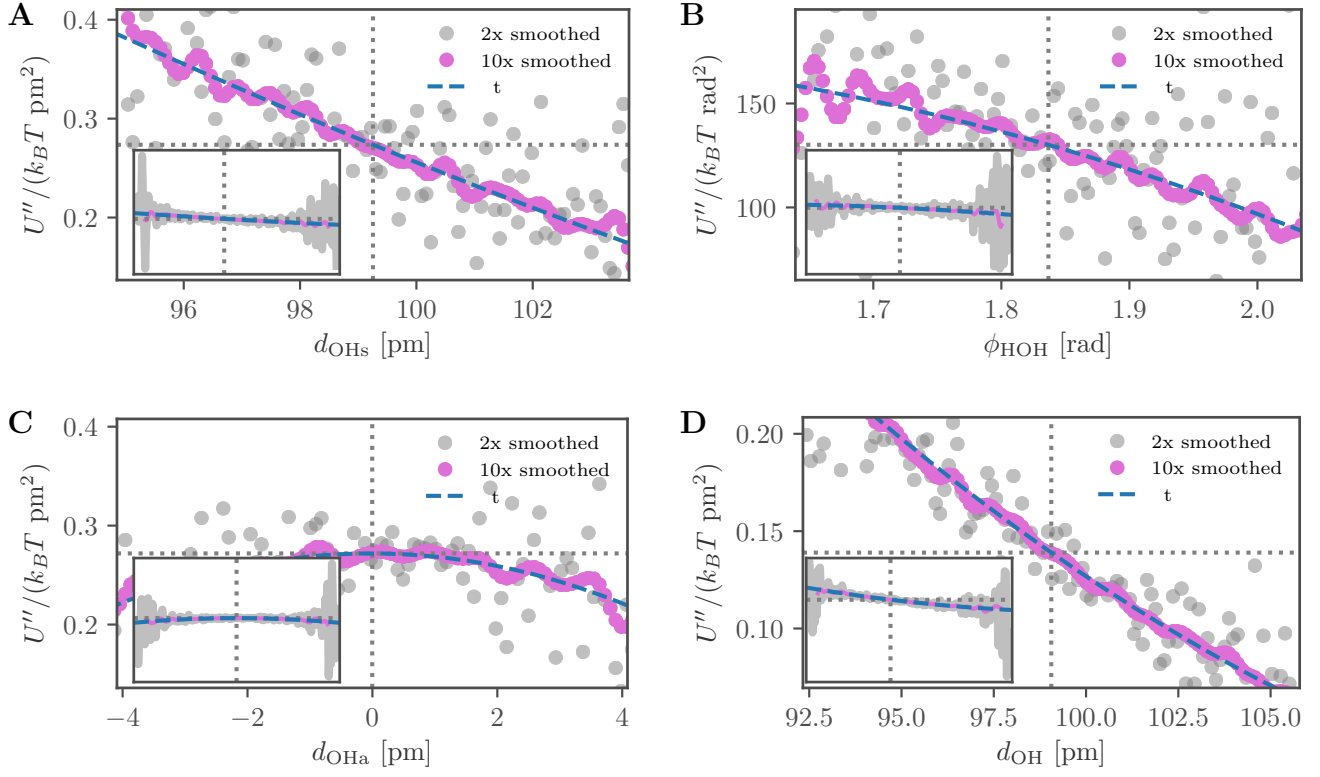 A
U′′/(k_BT pm²)
0.4
0.3
0.2
2x smoothed
10x smoothed
t
96 98 100 102
d_OHs [pm]
B
U′′/(k_BT rad²)
150
100
2x smoothed
10x smoothed
t
1.7 1.8 1.9 2.0
ϕ_HOH [rad]
C
U′′/(k_BT pm²)
0.4
0.3
0.2
2x smoothed
10x smoothed
t
−4 −2 0 2 4
d_OHa [pm]
D
U′′/(k_BT pm²)
0.20
0.15
0.10
2x smoothed
10x smoothed
t
92.5 95.0 97.5 100.0 102.5 105.0
d_OH [pm]